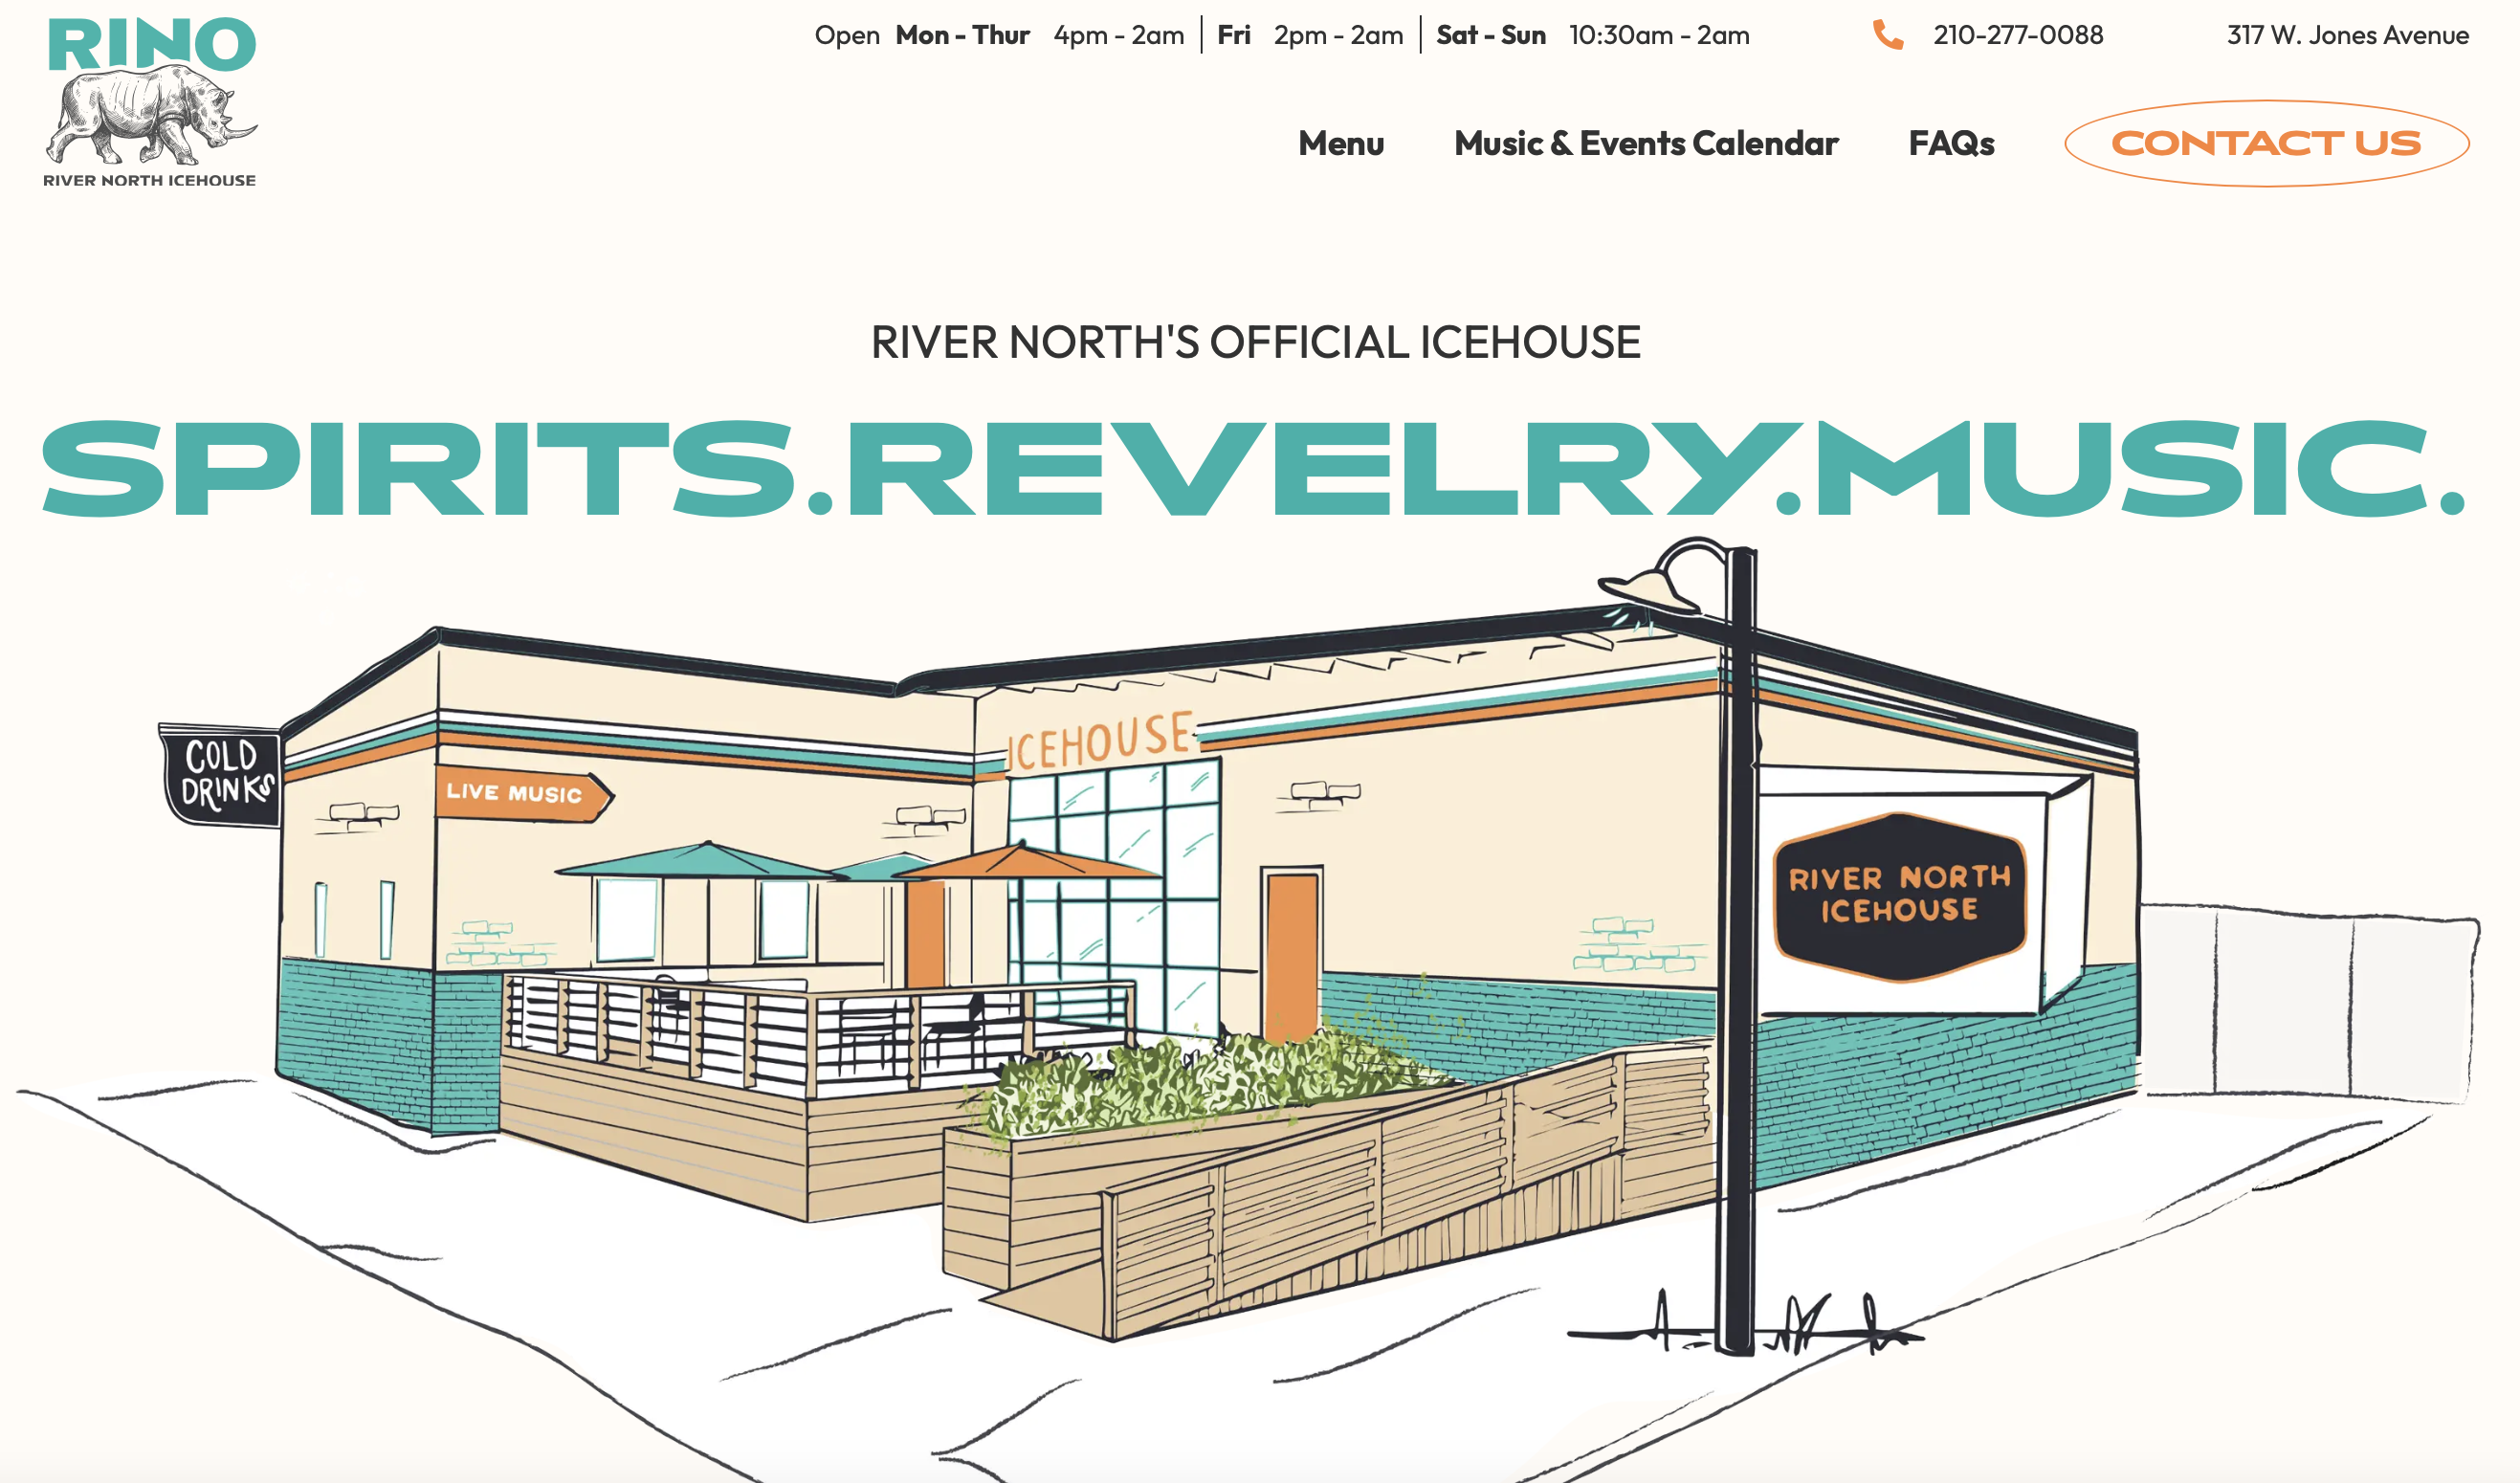 RINO
RIVER NORTH ICEHOUSE
Open Mon - Thur 4pm - 2am | Fri 2pm - 2am | Sat - Sun 10:30am - 2am
210-277-0088
317 W. Jones Avenue
Menu
Music & Events Calendar
FAQs
CONTACT US
RIVER NORTH'S OFFICIAL ICEHOUSE
SPIRITS.REVELRY.MUSIC.
COLD
DRINKS
LIVE MUSIC
ICEHOUSE
RIVER NORTH
ICEHOUSE